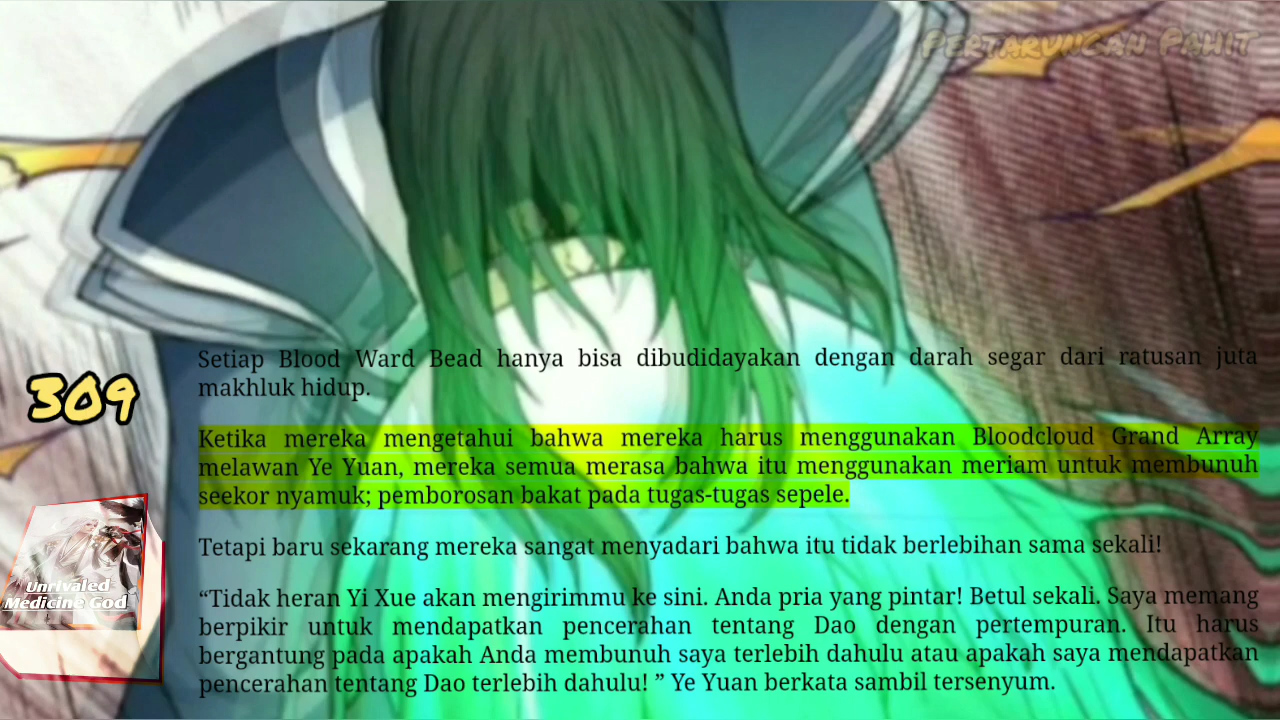 Pertarungan Pahit
Setiap Blood Ward Bead hanya bisa dibudidayakan dengan darah segar dari ratusan juta
makhluk hidup.
309
Ketika mereka mengetahui bahwa mereka harus menggunakan Bloodcloud Grand Array
melawan Ye Yuan, mereka semua merasa bahwa itu menggunakan meriam untuk membunuh
seekor nyamuk; pemborosan bakat pada tugas-tugas sepele.
Tetapi baru sekarang mereka sangat menyadari bahwa itu tidak berlebihan sama sekali!
Unrivaled
Medicine God
“Tidak heran Yi Xue akan mengirimmu ke sini. Anda pria yang pintar! Betul sekali. Saya memang
berpikir untuk mendapatkan pencerahan tentang Dao dengan pertempuran. Itu harus
bergantung pada apakah Anda membunuh saya terlebih dahulu atau apakah saya mendapatkan
pencerahan tentang Dao terlebih dahulu! ” Ye Yuan berkata sambil tersenyum.